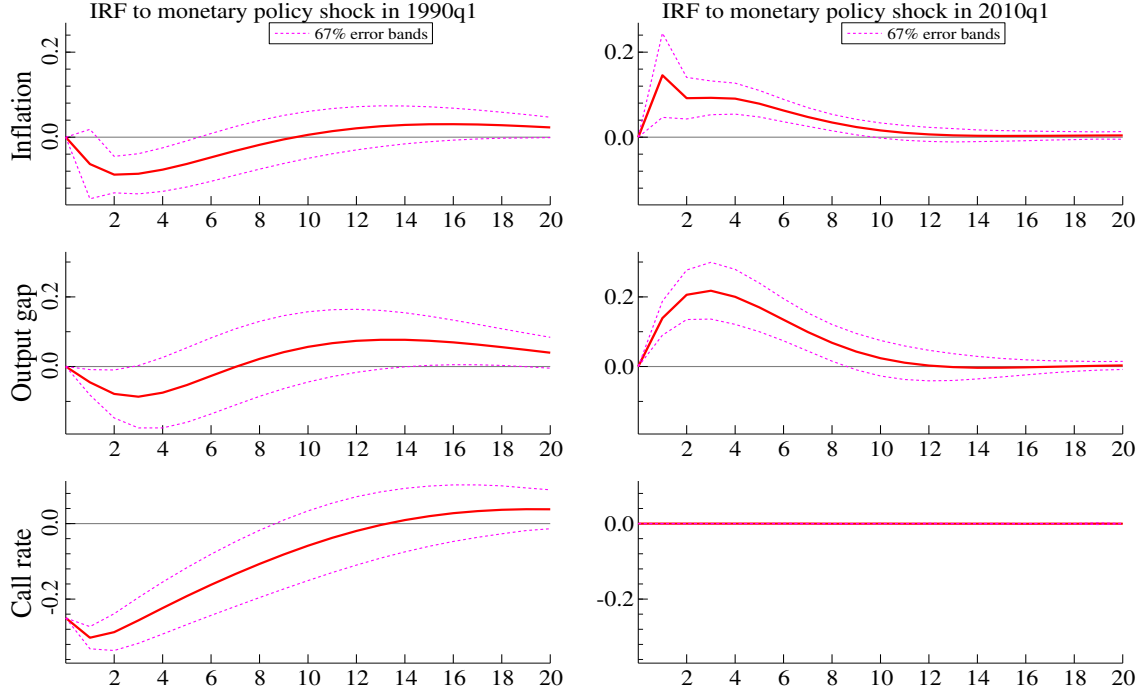 IRF to monetary policy shock in 1990q1
IRF to monetary policy shock in 2010q1
67% error bands
67% error bands
Inflation
0.2
0.0
2 4 6 8 10 12 14 16 18 20
0.2
0.0
2 4 6 8 10 12 14 16 18 20
Output gap
0.2
0.0
2 4 6 8 10 12 14 16 18 20
0.2
0.0
2 4 6 8 10 12 14 16 18 20
Call rate
0.0
-0.2
2 4 6 8 10 12 14 16 18 20
0.0
-0.2
2 4 6 8 10 12 14 16 18 20